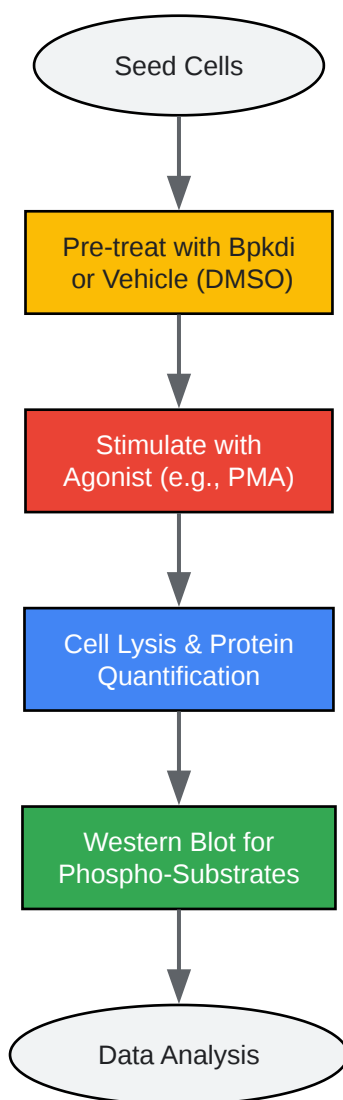 Seed Cells
Pre-treat with Bpkdi
or Vehicle (DMSO)
Stimulate with
Agonist (e.g., PMA)
Cell Lysis & Protein
Quantification
Western Blot for
Phospho-Substrates
Data Analysis